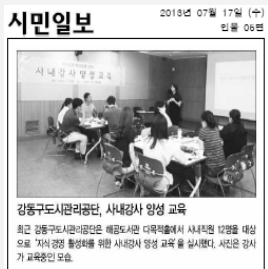 시민일보
2018년 07월 17일 (수)
인물 06면
사내강사 양성교육
강동구도시관리공단, 사내강사 양성 교육
최근 강동구도시관리공단은 해공도서관 다목적홀에서 사내직원 12명을 대상
으로 '지식경영 활성화를 위한 사내강사 양성 교육'을 실시했다. 사진은 강사
가 교육중인 모습.